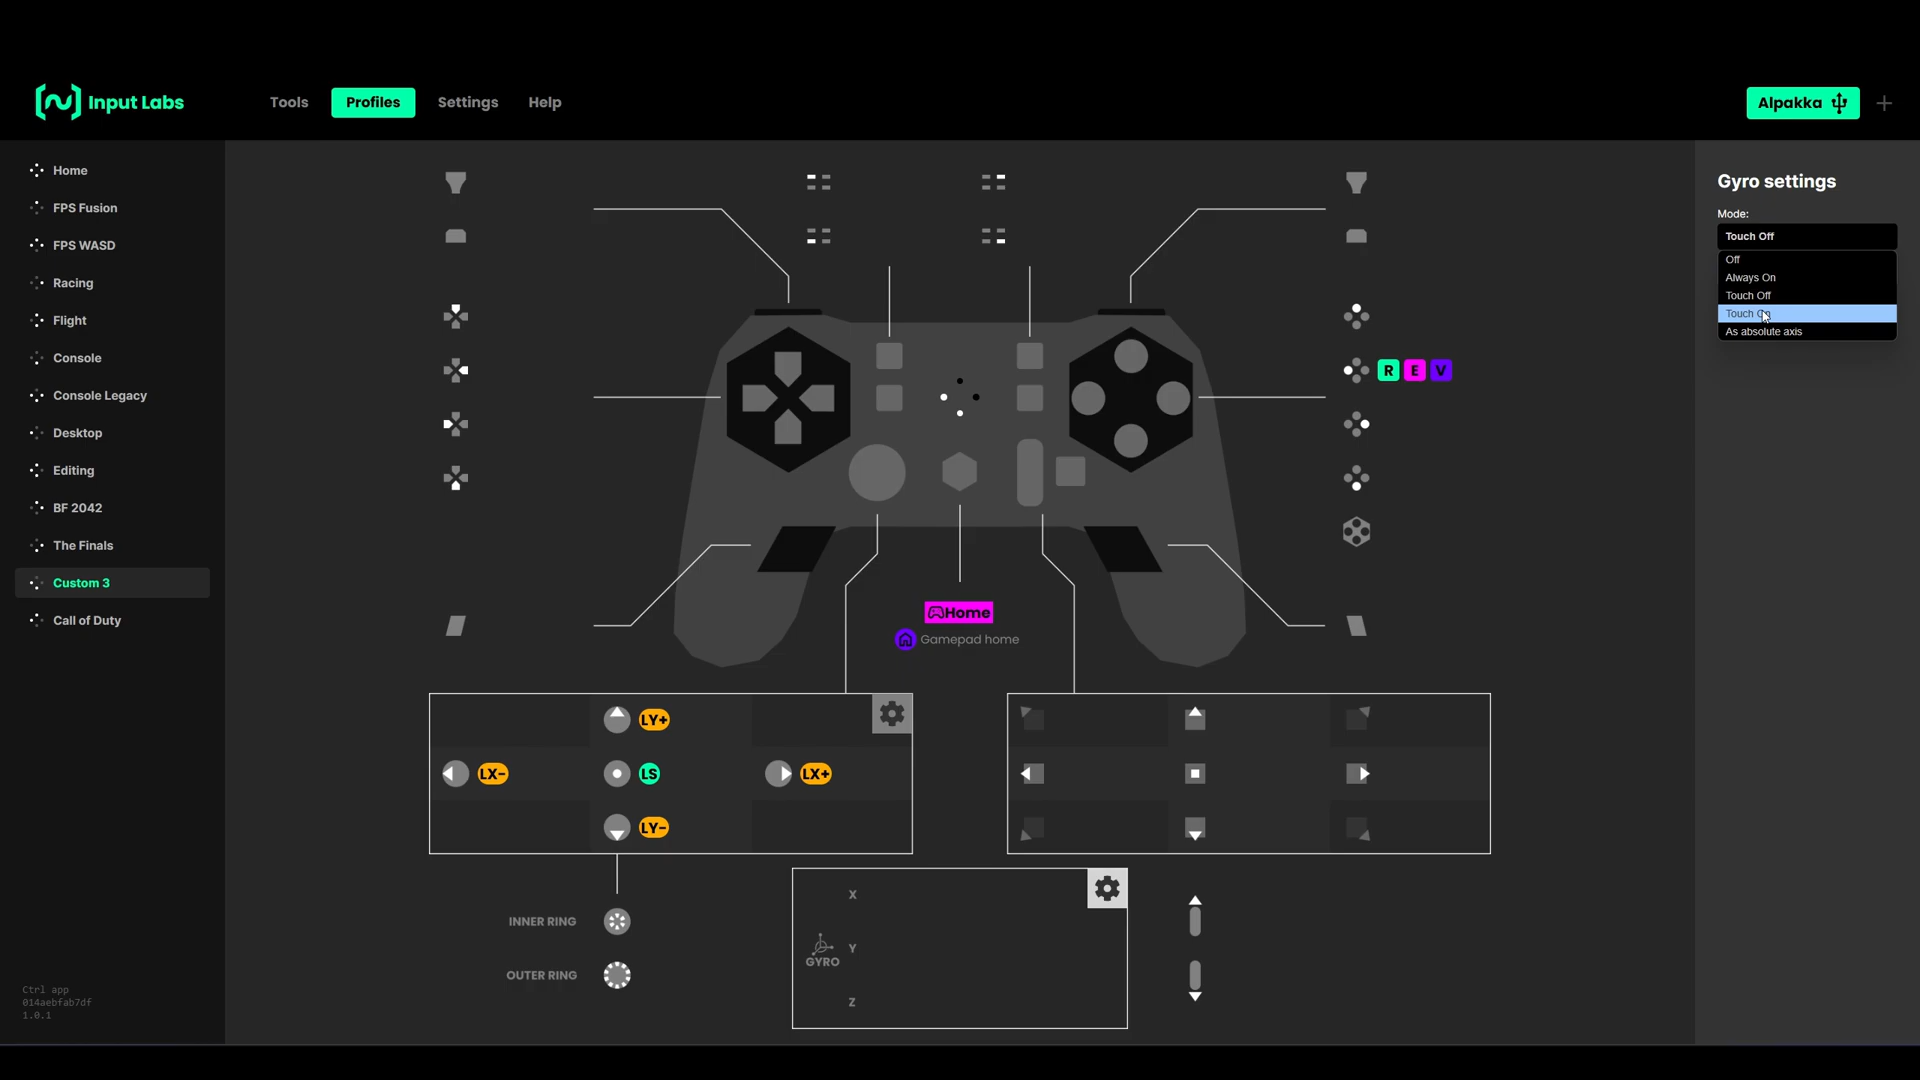 Input Labs
Tools
Profiles
Settings
Help
Alpakka
Home
FPS Fusion
FPS WASD
Racing
Flight
Console
Console Legacy
Desktop
Editing
BF 2042
The Finals
Custom 3
Call of Duty
Ctrl app
014aebfab7df
1.0.1
R E V
Home
Gamepad home
LY+
LX-
LS
LX+
LY-
INNER RING
OUTER RING
X
GYRO
Y
Z
Gyro settings
Mode:
Touch Off
Off
Always On
Touch Off
Touch On
As absolute axis